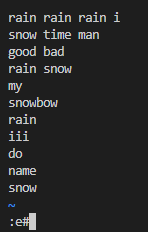 rain rain rain i
snow time man
good bad
rain snow
my
snowbow
rain
iii
do
name
snow
~
:e#